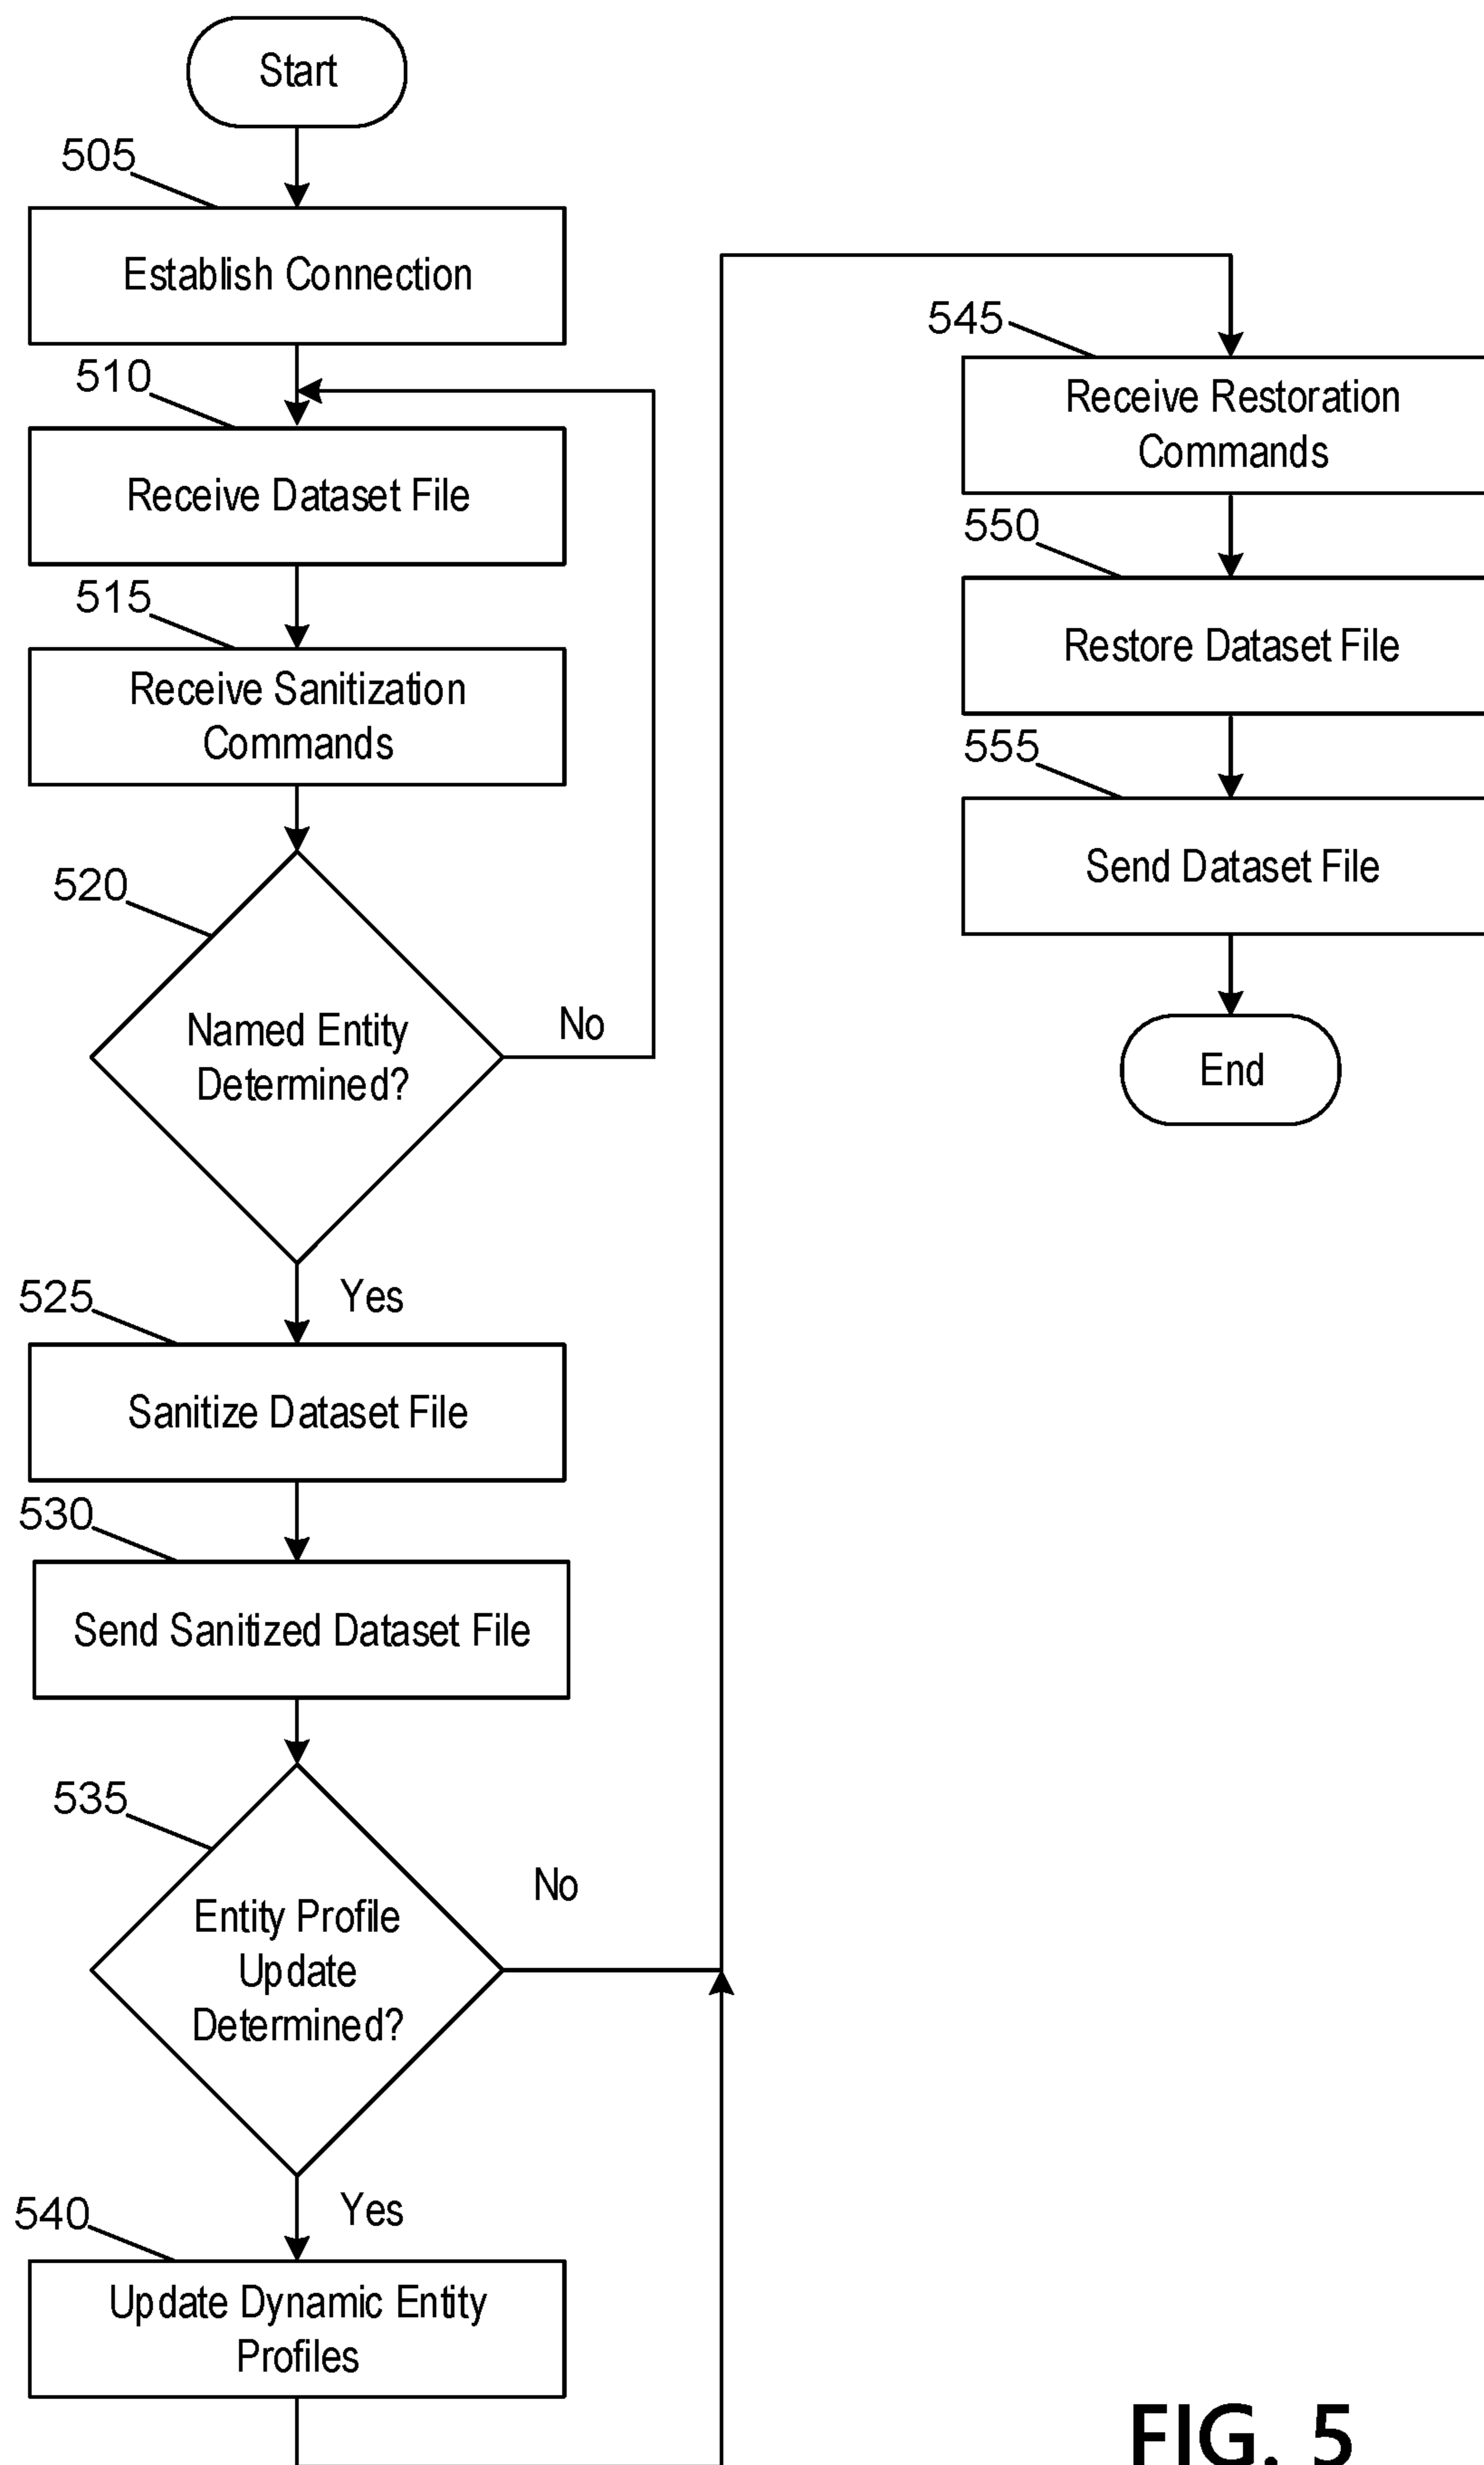 Start
505
Establish Connection
510
Receive Dataset File
515
Receive Sanitization
Commands
520
Named Entity
Determined?
No
Yes
525
Sanitize Dataset File
530
Send Sanitized Dataset File
535
Entity Profile
Update
Determined?
No
Yes
540
Update Dynamic Entity
Profiles
545
Receive Restoration
Commands
550
Restore Dataset File
555
Send Dataset File
End
FIG. 5